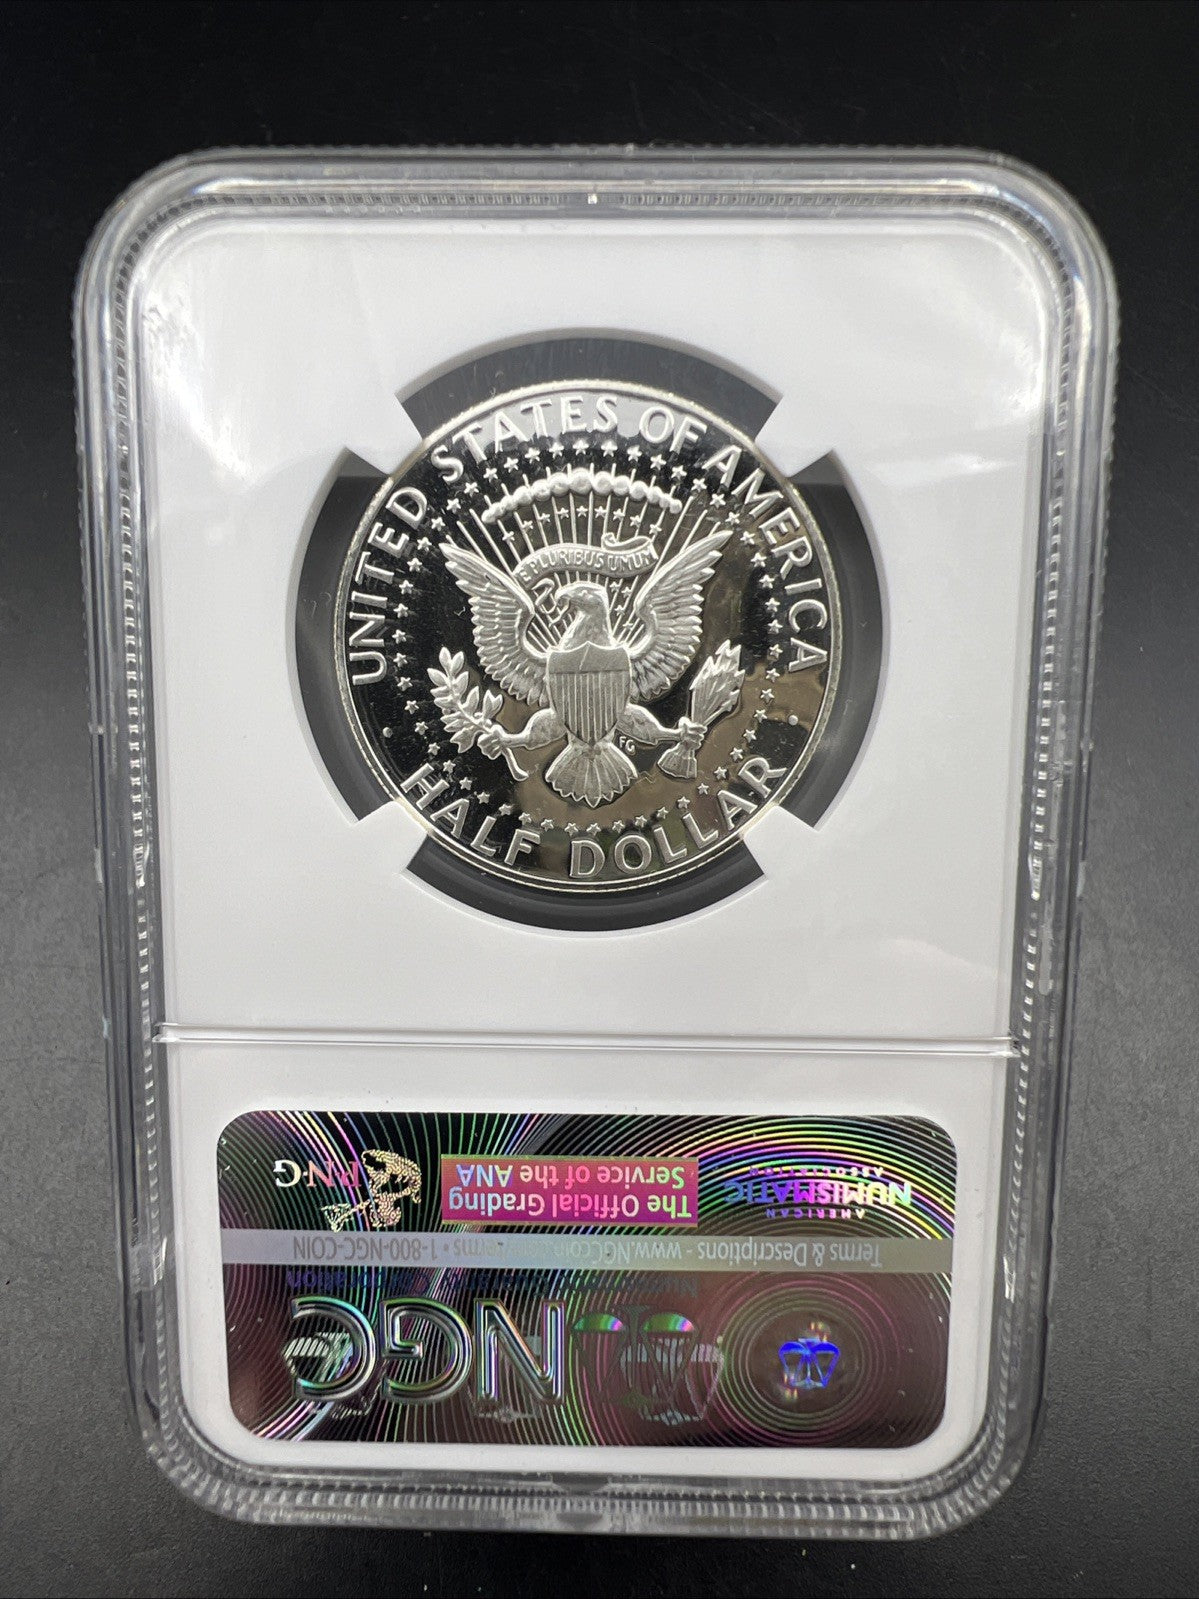 UNITED STATES OF AMERICA
E PLURIBUS UNUM
FG
HALF DOLLAR
NGC
Terms & Descriptions - www.NGCcoin.com/terms • 1-800-NGC-COIN
AMERICAN
NUMISMATIC
ASSOCIATION
The Official Grading
Service of the ANA
P·N·G